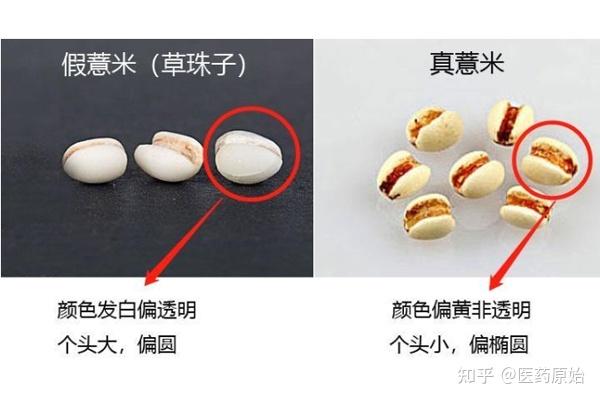 假薏米（草珠子）
真薏米
颜色发白偏透明
个头大，偏圆
颜色偏黄非透明
个头小，偏椭圆
知乎 @医药原始